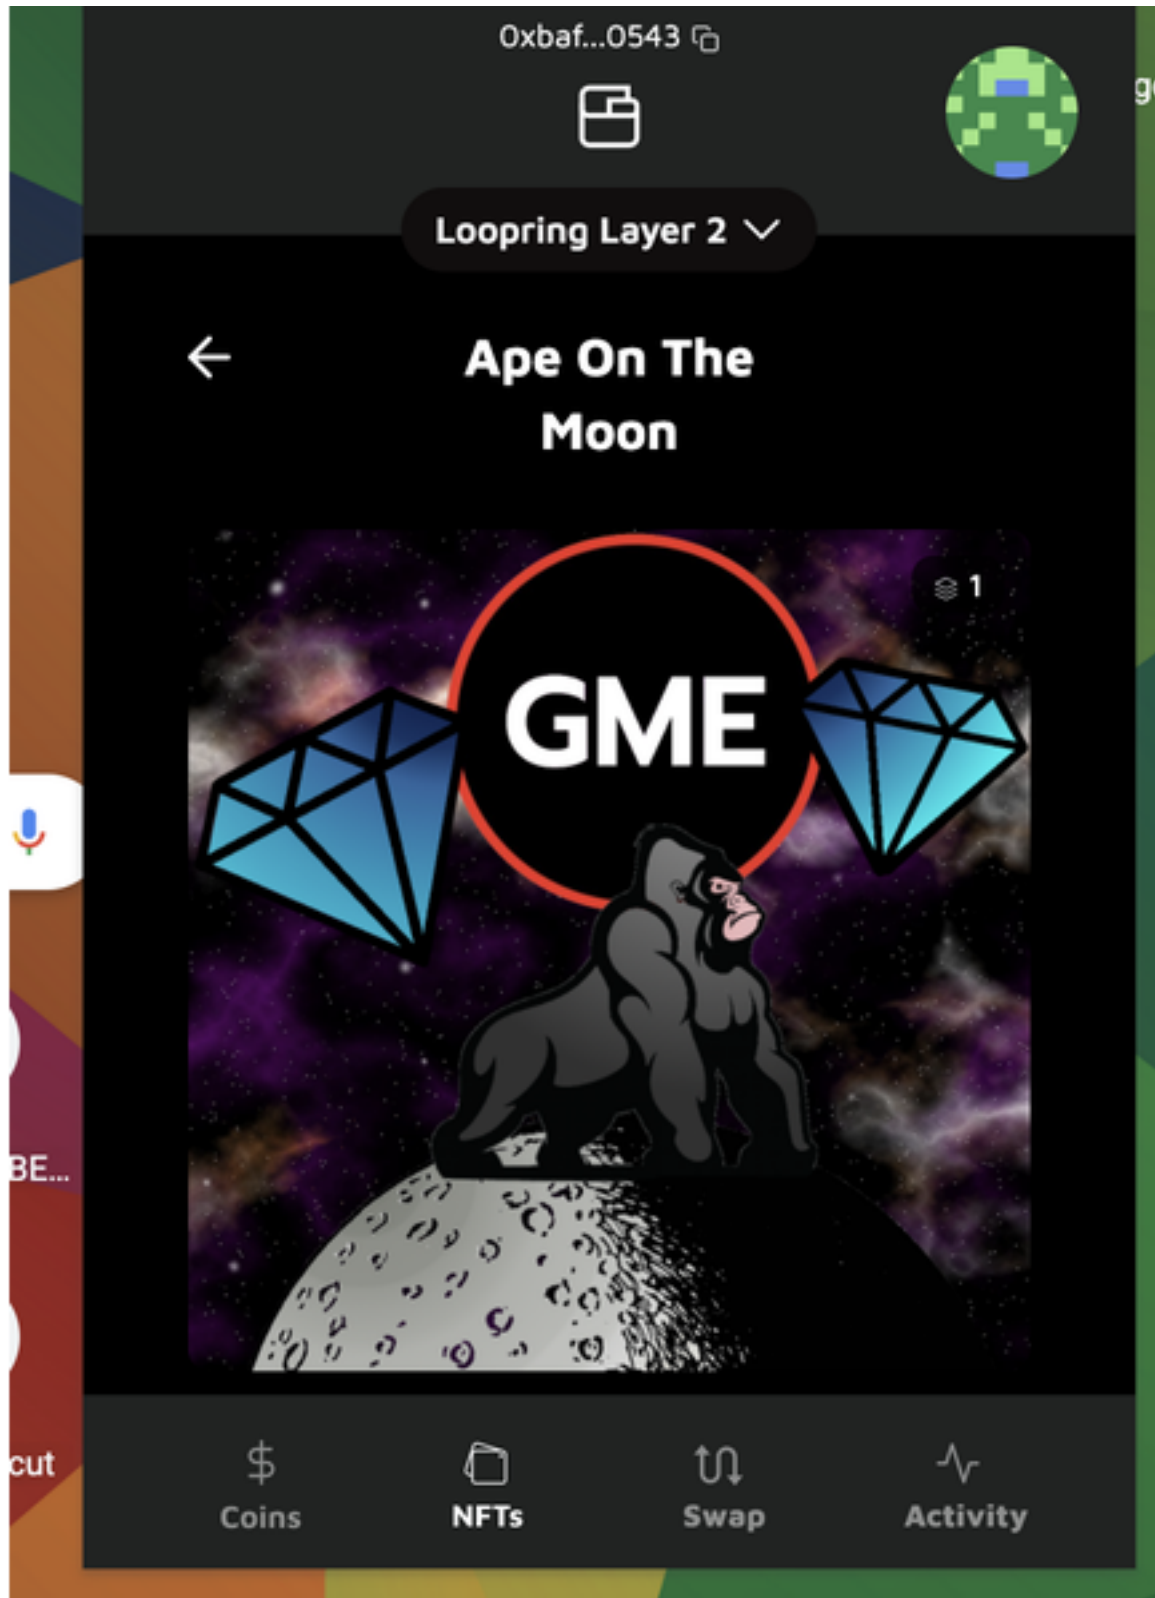 0xbaf...0543
Loopring Layer 2
Ape On The
Moon
1
GME
BE...
cut
Coins
NFTs
Swap
Activity